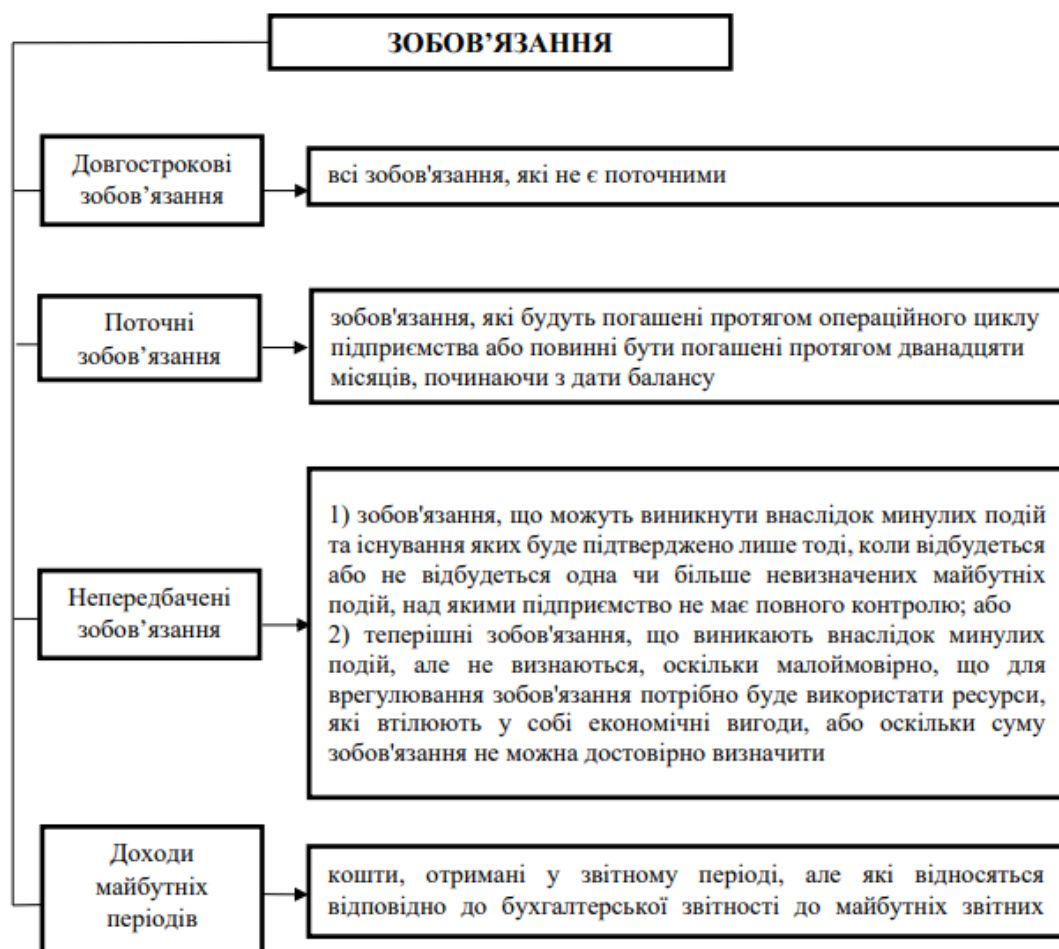 ЗОБОВ’ЯЗАННЯ
Довгострокові
зобов’язання
всі зобов'язання, які не є поточними
Поточні
зобов’язання
зобов'язання, які будуть погашені протягом операційного циклу
підприємства або повинні бути погашені протягом дванадцяти
місяців, починаючи з дати балансу
Непередбачені
зобов’язання
1) зобов'язання, що можуть виникнути внаслідок минулих подій
та існування яких буде підтверджено лише тоді, коли відбудеться
або не відбудеться одна чи більше невизначених майбутніх
подій, над якими підприємство не має повного контролю; або
2) теперішні зобов'язання, що виникають внаслідок минулих
подій, але не визнаються, оскільки малоймовірно, що для
врегулювання зобов'язання потрібно буде використати ресурси,
які втілюють у собі економічні вигоди, або оскільки суму
зобов'язання не можна достовірно визначити
Доходи
майбутніх
періодів
кошти, отримані у звітному періоді, але які відносяться
відповідно до бухгалтерської звітності до майбутніх звітних